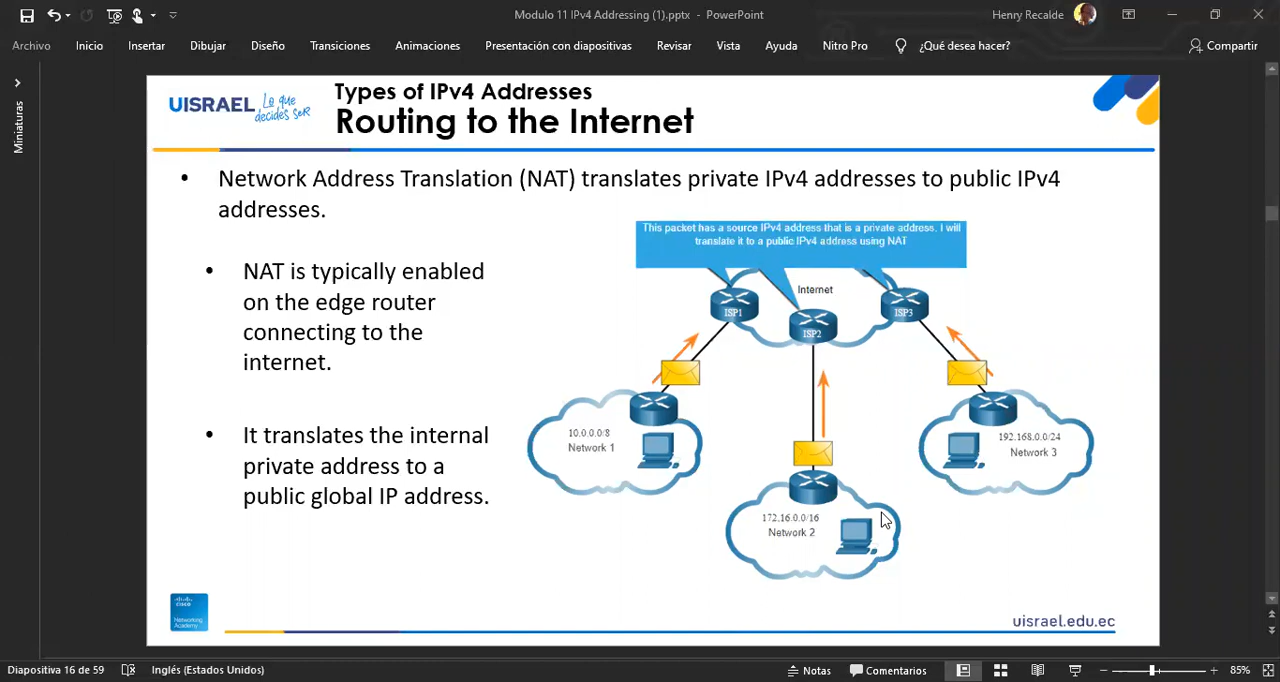 Modulo 11 IPv4 Addressing (1).pptx - PowerPoint
Henry Recalde
Archivo Inicio Insertar Dibujar Diseño Transiciones Animaciones Presentación con diapositivas Revisar Vista Ayuda Nitro Pro ¿Qué desea hacer? Compartir
Miniaturas
UISRAEL Lo que
decides ser
Types of IPv4 Addresses
Routing to the Internet
• Network Address Translation (NAT) translates private IPv4 addresses to public IPv4
addresses.
This packet has a source IPv4 address that is a private address. I will
translate it to a public IPv4 address using NAT
• NAT is typically enabled
on the edge router
connecting to the
internet.
• It translates the internal
private address to a
public global IP address.
Internet
ISP1
ISP2
ISP3
10.0.0.0/8
Network 1
172.16.0.0/16
Network 2
192.168.0.0/24
Network 3
cisco
Networking
Academy
uisrael.edu.ec
Diapositiva 16 de 59 Inglés (Estados Unidos) Notas Comentarios 85%